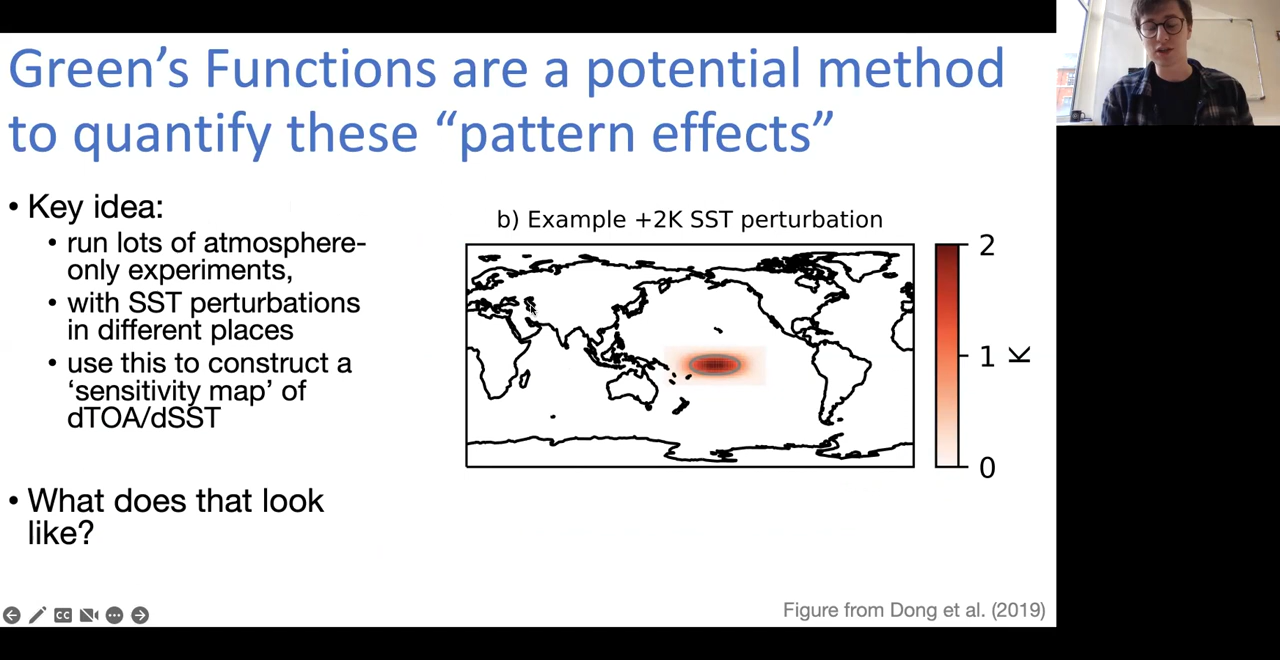 Green’s Functions are a potential method
to quantify these “pattern effects”
• Key idea:
• run lots of atmosphere-
only experiments,
• with SST perturbations
in different places
• use this to construct a
‘sensitivity map’ of
dTOA/dSST
• What does that look
like?
b) Example +2K SST perturbation
2
1
0
K
CC
Figure from Dong et al. (2019)